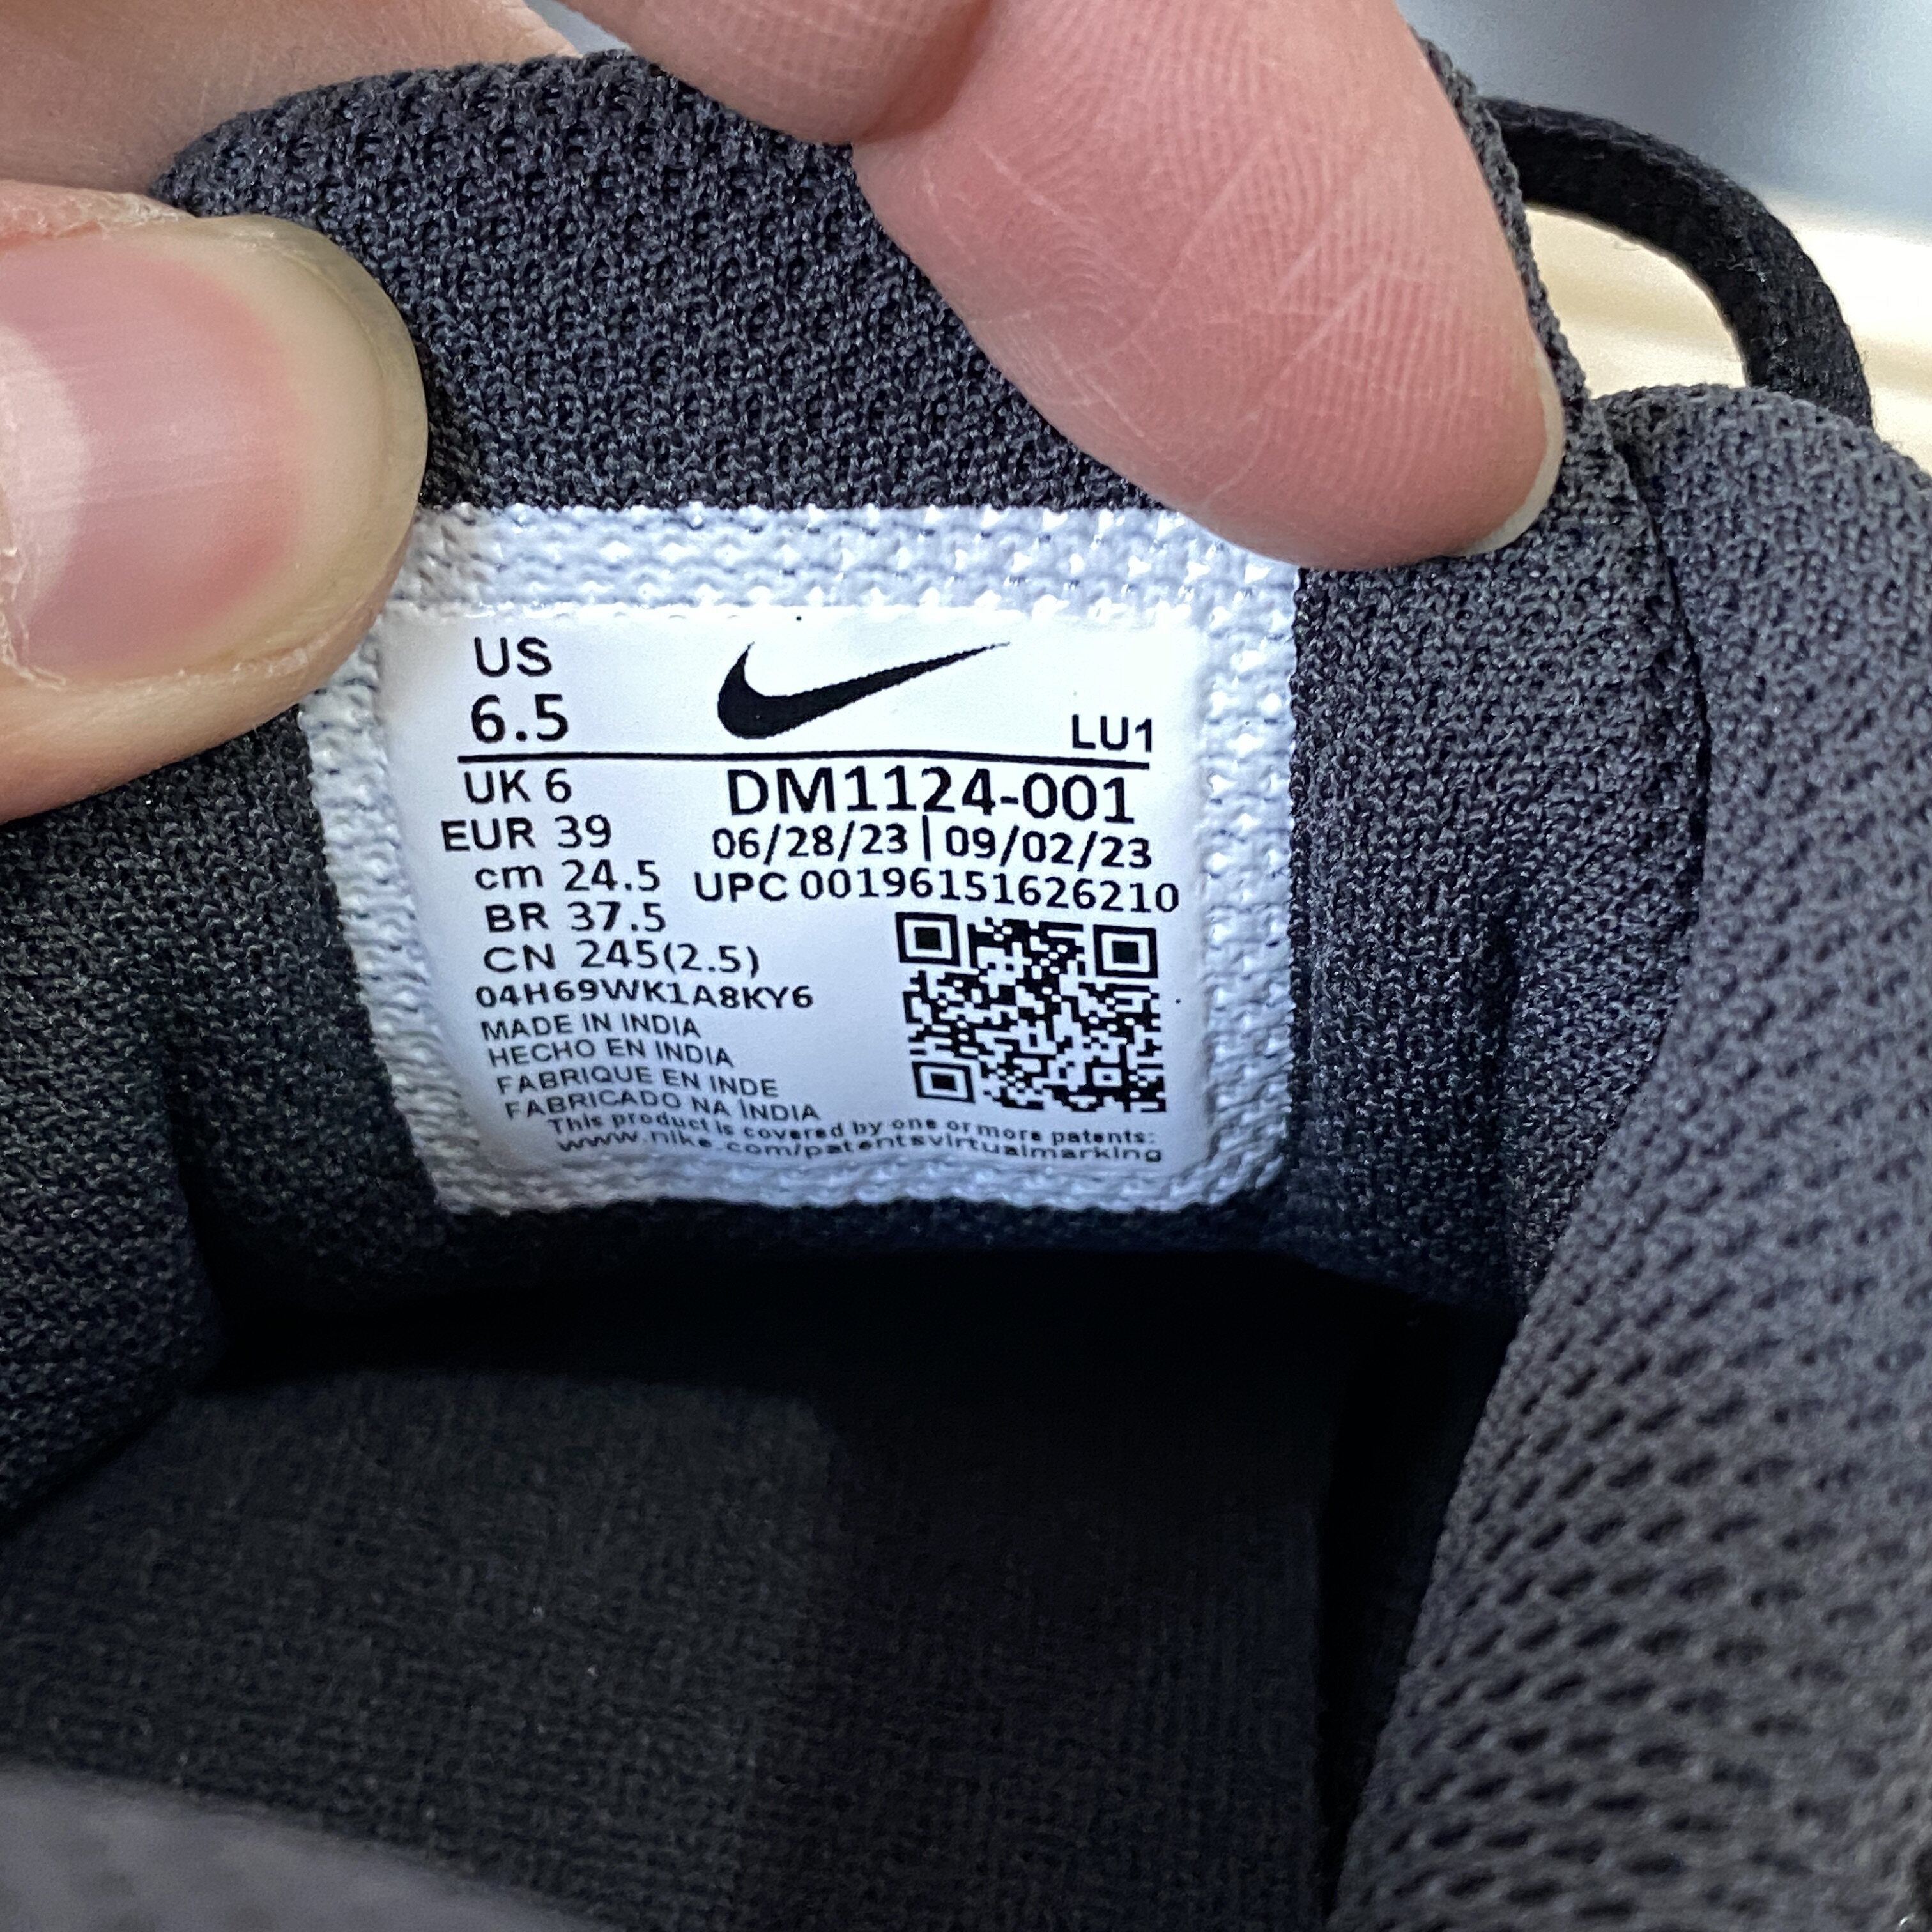 US
6.5
LU1
UK 6
EUR 39
cm 24.5
BR 37.5
CN 245(2.5)
04H69WK1A8KY6
DM1124-001
06/28/23 | 09/02/23
UPC 00196151626210
MADE IN INDIA
HECHO EN INDIA
FABRIQUE EN INDE
FABRICADO NA ÍNDIA
This product is covered by one or more patents:
www.nike.com/patentsvirtualmarking